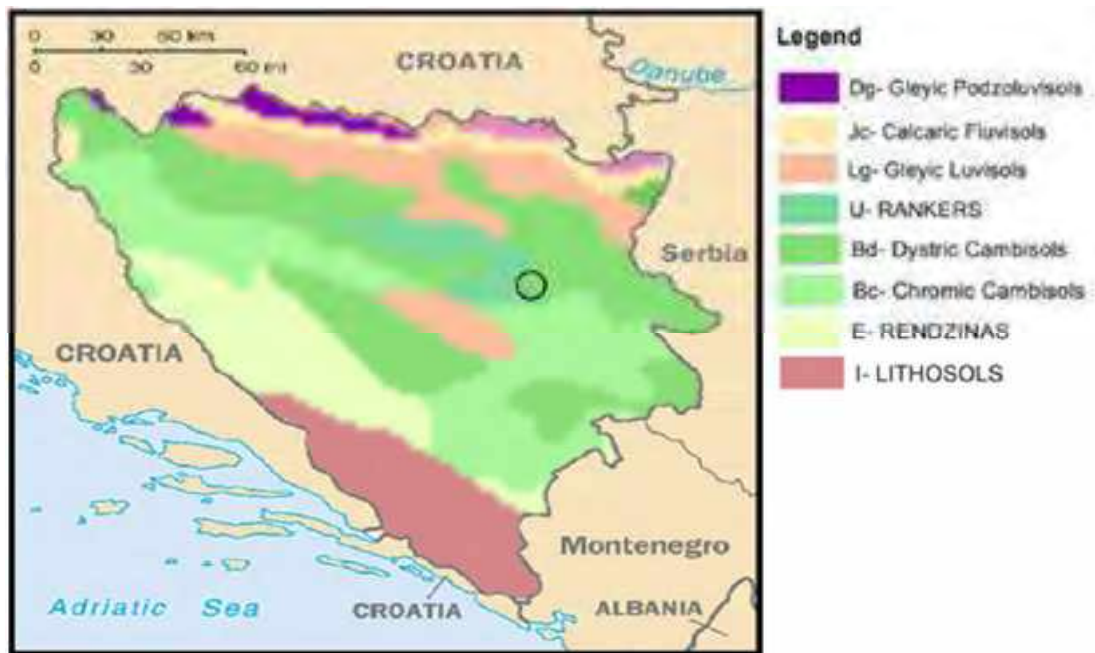 0 30 60 km
0 30 60 mi
CROATIA
Danube
Serbia
CROATIA
Montenegro
Adriatic Sea
CROATIA
ALBANIA
Legend
Dg- Gleyic Podzoluvisols
Jc- Calcaric Fluvisols
Lg- Gleyic Luvisols
U- RANKERS
Bd- Dystric Cambisols
Bc- Chromic Cambisols
E- RENDZINAS
I- LITHOSOLS